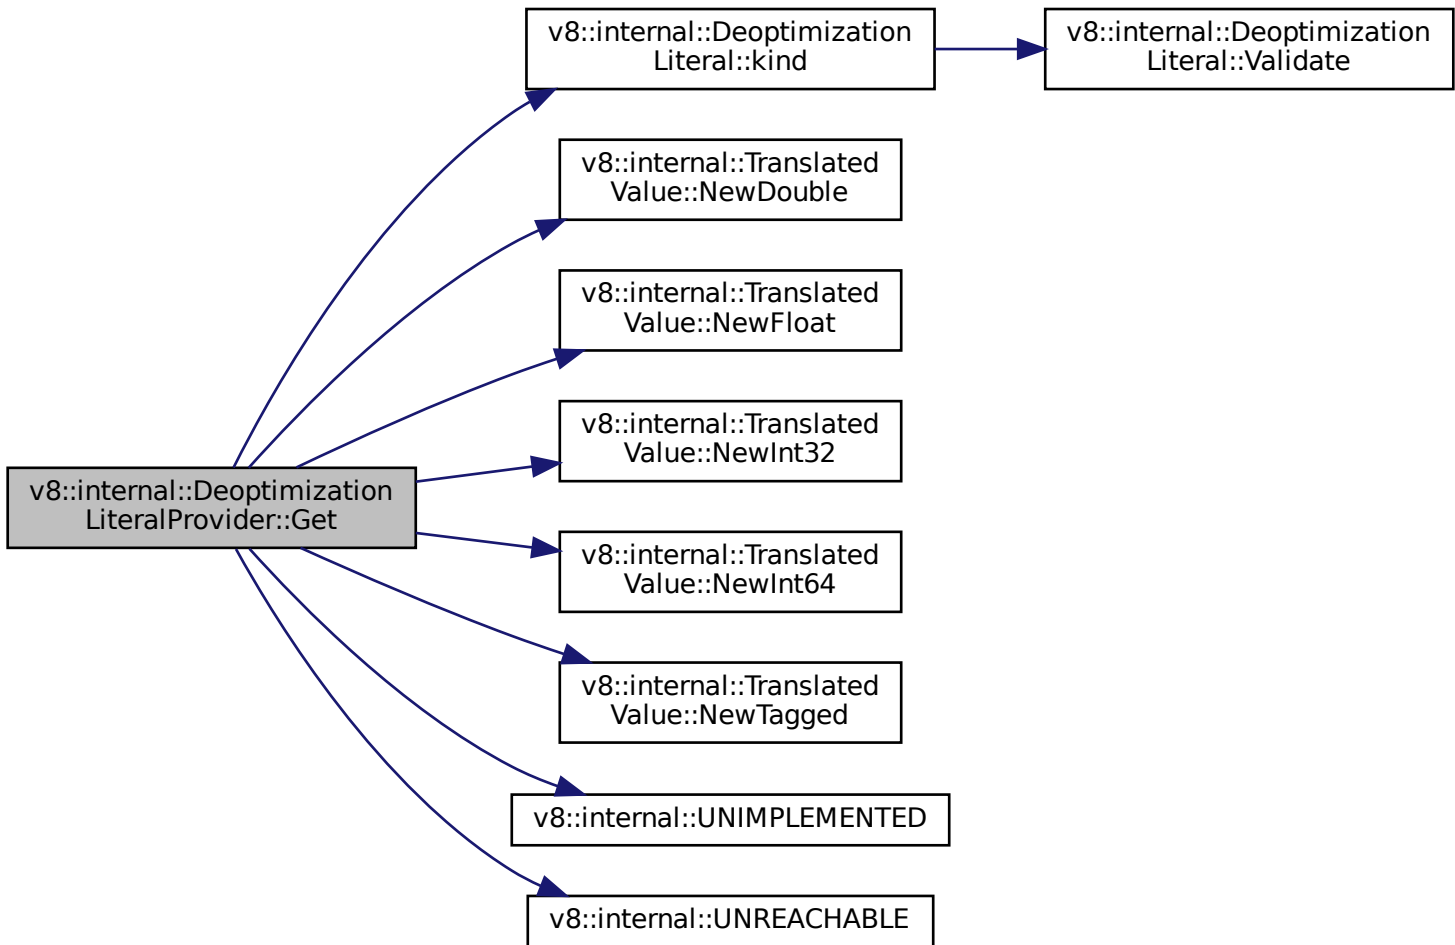 v8::internal::Deoptimization
Literal::kind
v8::internal::Deoptimization
Literal::Validate
v8::internal::Translated
Value::NewDouble
v8::internal::Translated
Value::NewFloat
v8::internal::Translated
Value::NewInt32
v8::internal::Deoptimization
LiteralProvider::Get
v8::internal::Translated
Value::NewInt64
v8::internal::Translated
Value::NewTagged
v8::internal::UNIMPLEMENTED
v8::internal::UNREACHABLE